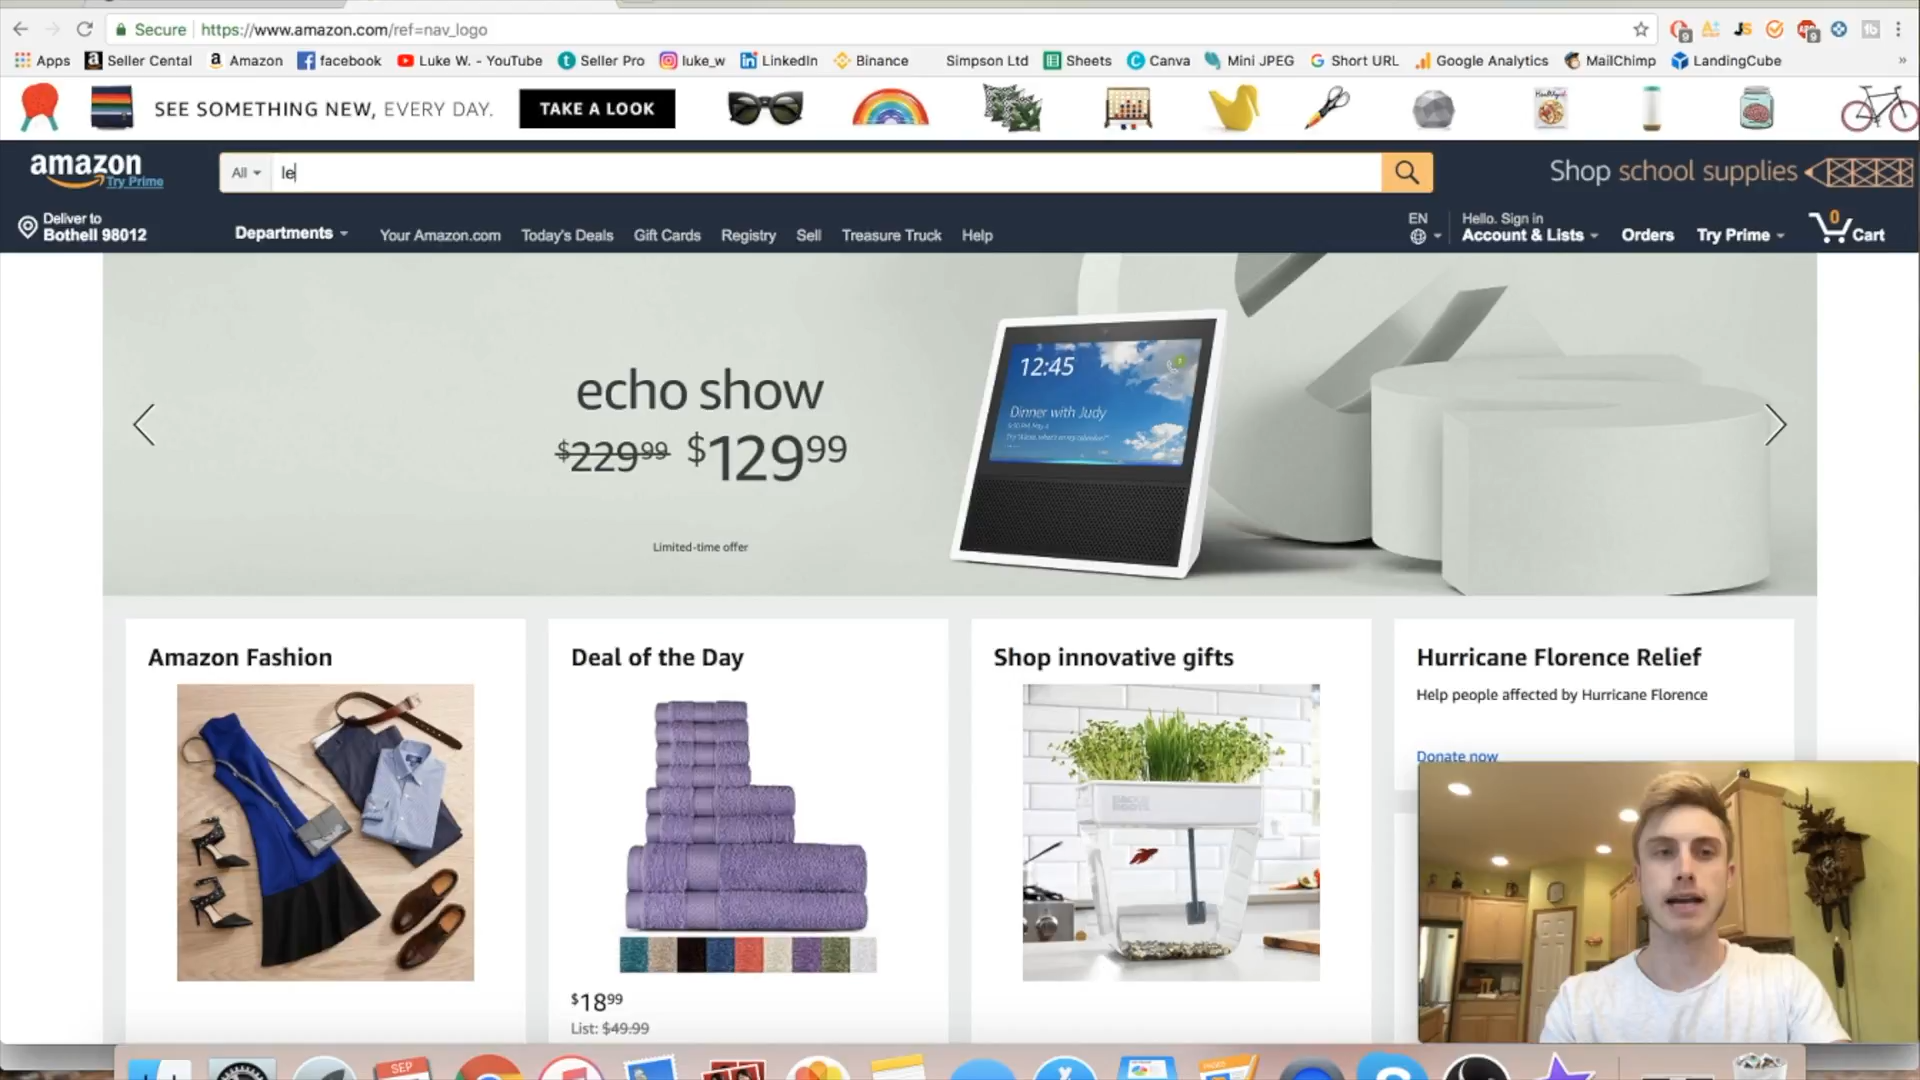 Secure https://www.amazon.com/ref=nav_logo
Apps Seller Cental Amazon facebook Luke W. - YouTube Seller Pro luke_w LinkedIn Binance Simpson Ltd Sheets Canva Mini JPEG Short URL Google Analytics MailChimp LandingCube
SEE SOMETHING NEW, EVERY DAY. TAKE A LOOK
amazon
Try Prime
All
le
Shop school supplies
Deliver to
Bothell 98012
Departments Your Amazon.com Today's Deals Gift Cards Registry Sell Treasure Truck Help
EN
Hello. Sign in
Account & Lists
Orders
Try Prime
0
Cart
echo show
$229.99 $129.99
Limited-time offer
12:45
Dinner with Judy
Amazon Fashion
Deal of the Day
$18.99
List: $49.99
Shop innovative gifts
Hurricane Florence Relief
Help people affected by Hurricane Florence
Donate now
SEP